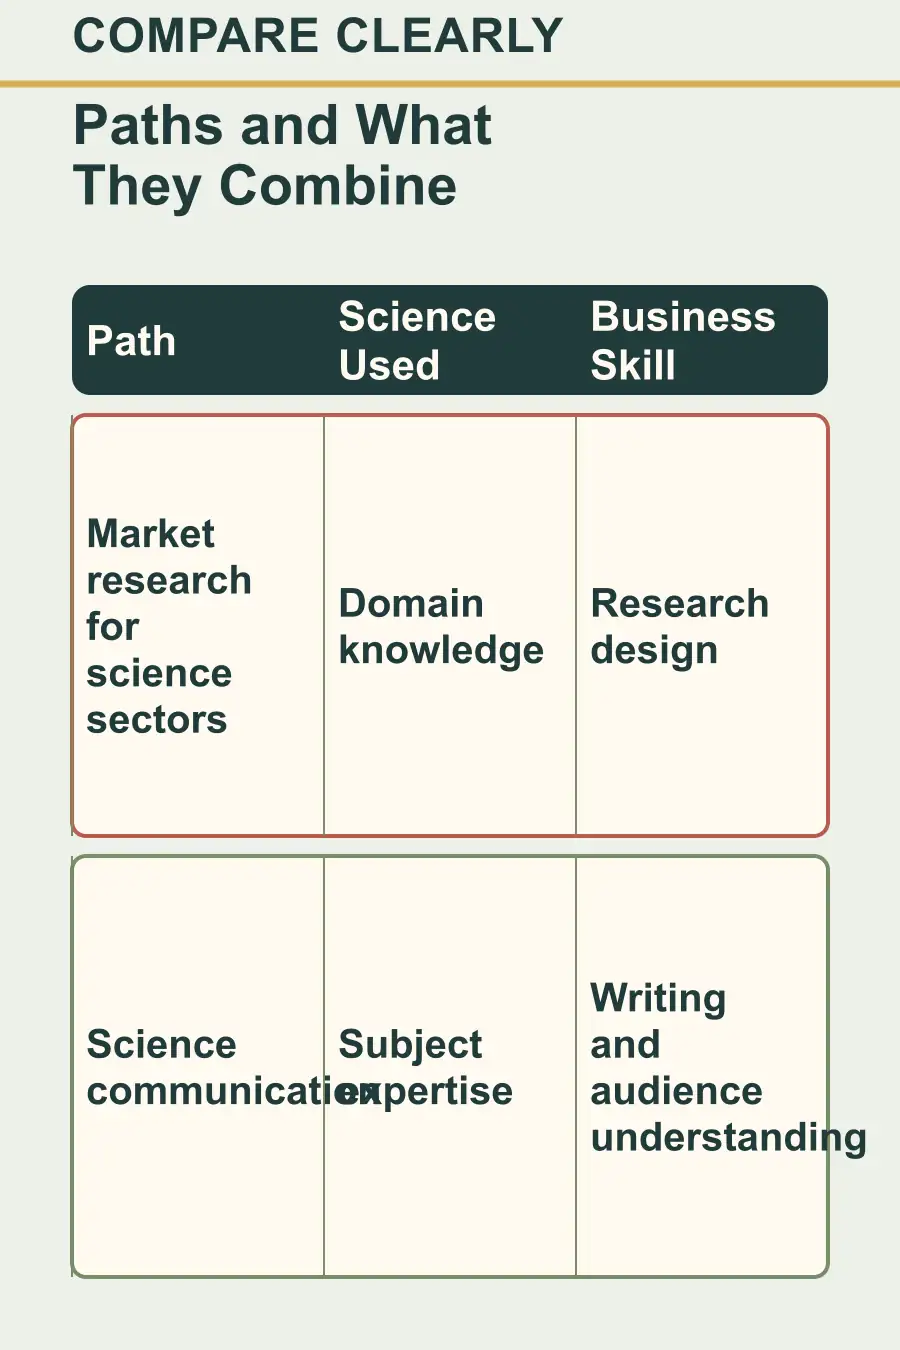 COMPARE CLEARLY
Paths and What
They Combine
Path
Science
Used
Business
Skill
Market
research
for
science
sectors
Domain
knowledge
Research
design
Science
communication
Subject
expertise
Writing
and
audience
understanding